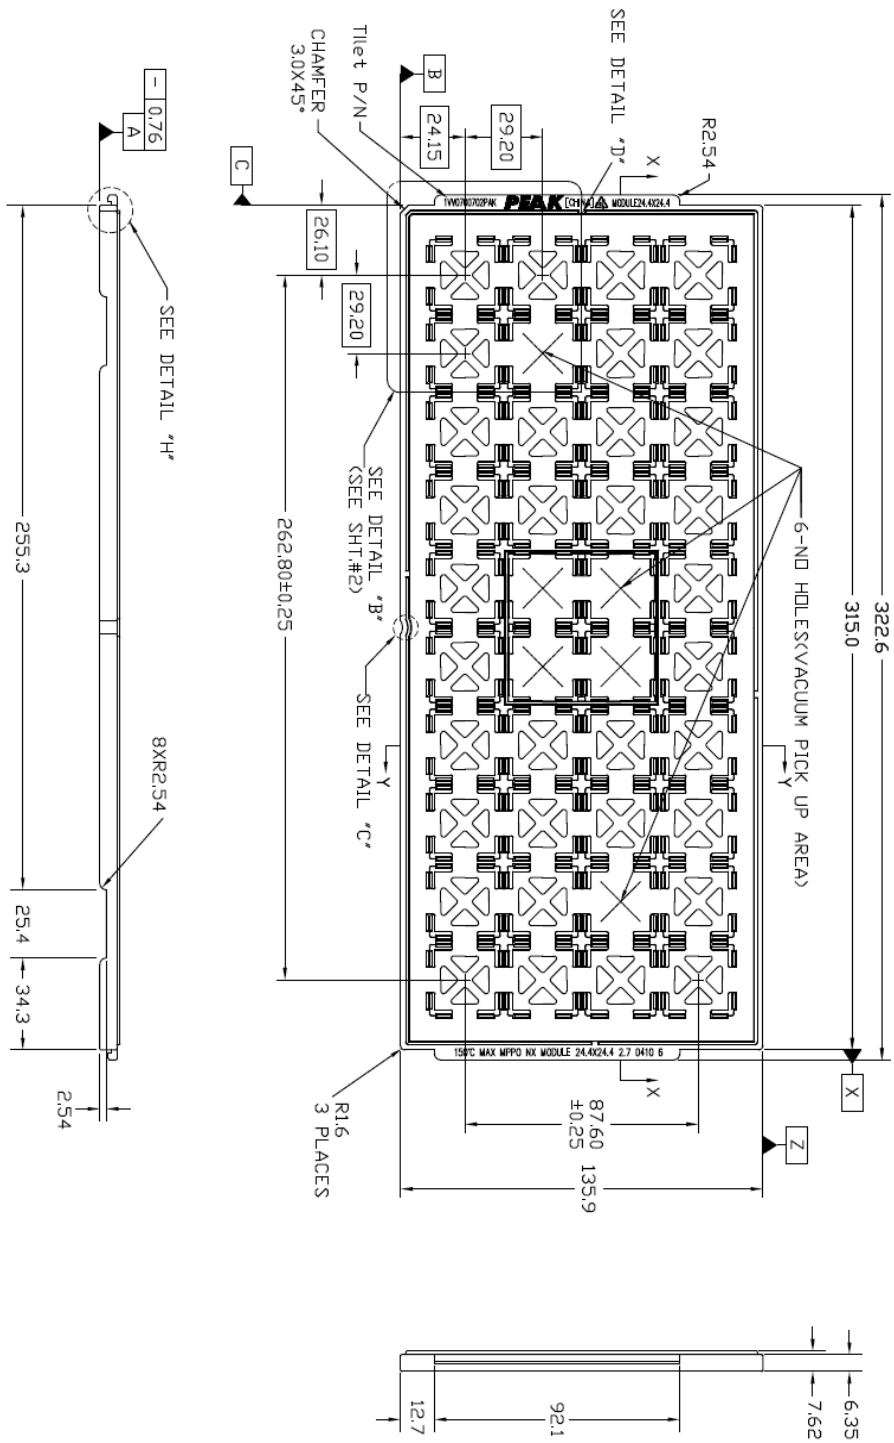 SEE DETAIL "D"
Tilet P/N
CHAMFER
3.0X45°
B
24.15
29.20
X
R2.54
322.6
315.0
- 0.76
A
C
26.10
29.20
1VV0700702PAK PEAK [CHINA] MODULE24.4X24.4
SEE DETAIL "H"
SEE DETAIL "B"
(SEE SHT.#2)
262.80±0.25
255.3
6-NO HOLES(VACUUM PICK UP AREA)
SEE DETAIL "C"
Y
Y
8XR2.54
25.4
34.3
2.54
150°C MAX MPPO NX MODULE 24.4X24.4 2.7 0410 6
X
X
R1.6
3 PLACES
87.60
±0.25
135.9
Z
12.7
92.1
7.62
6.35